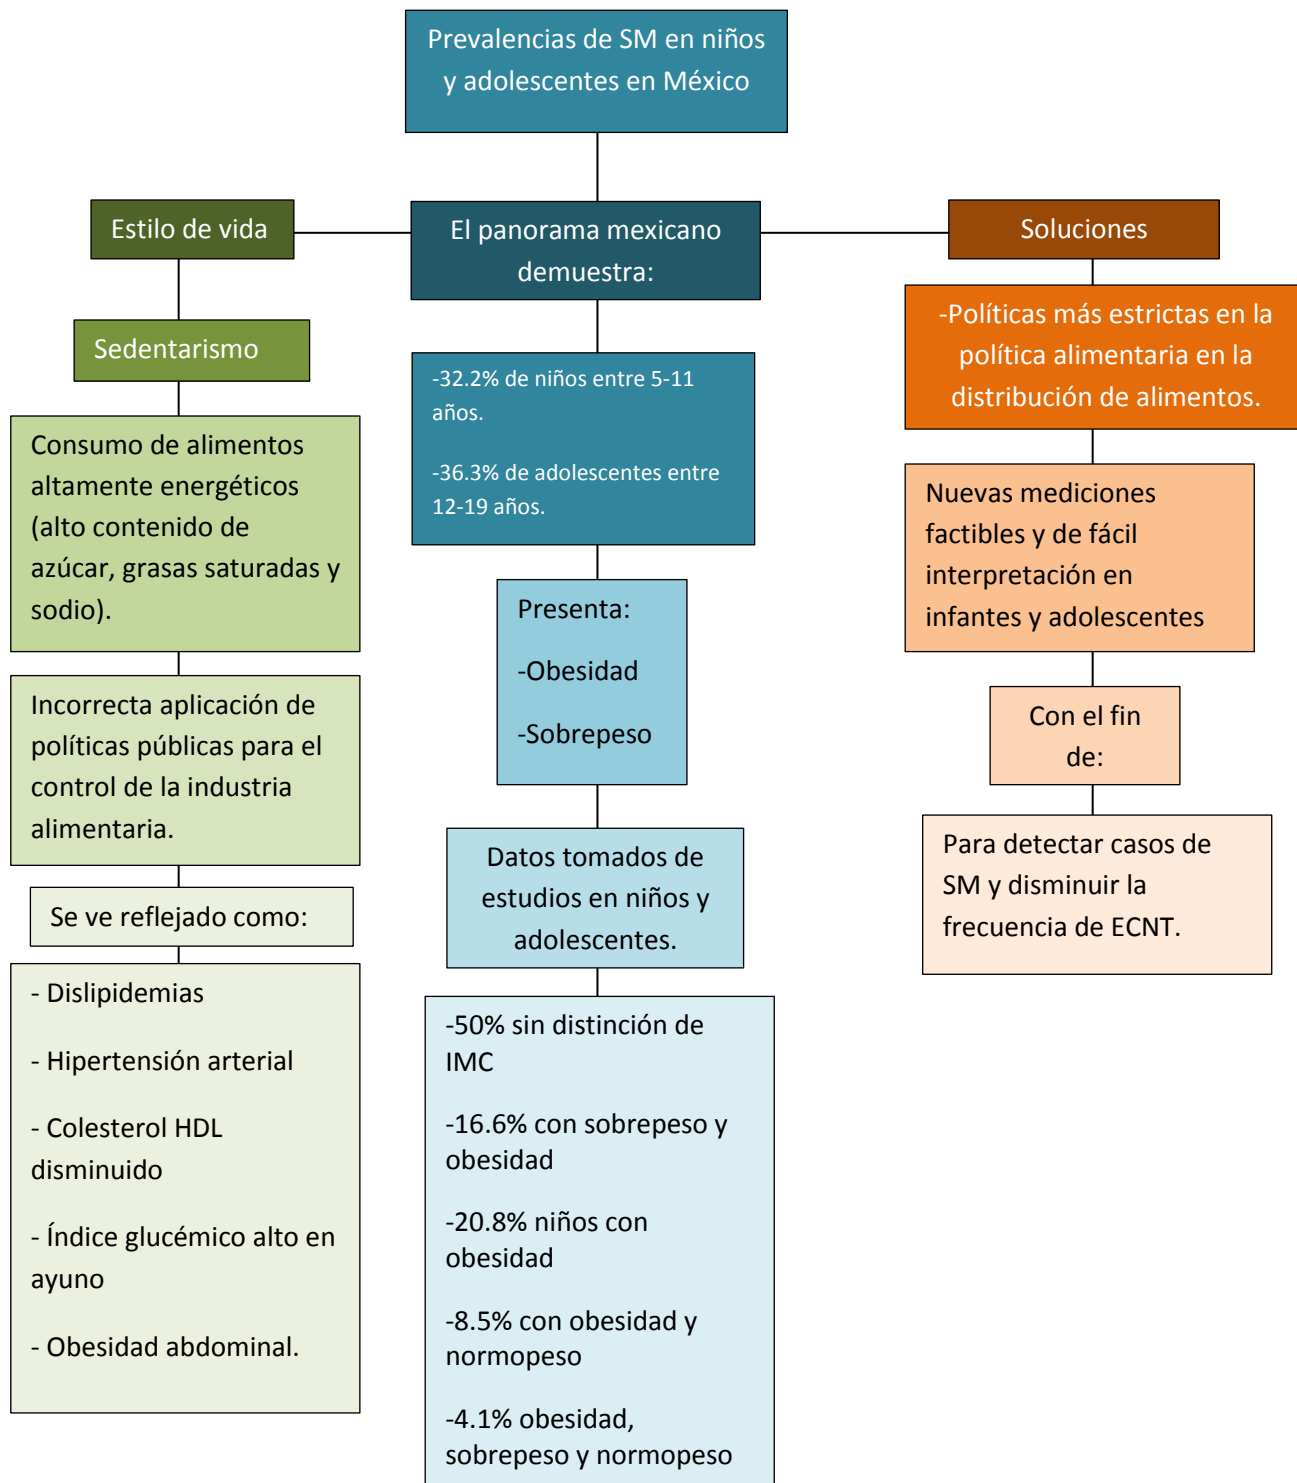 Prevalencias de SM en niños
y adolescentes en México
Estilo de vida
El panorama mexicano
demuestra:
Soluciones
Sedentarismo
Consumo de alimentos
altamente energéticos
(alto contenido de
azúcar, grasas saturadas y
sodio).
Incorrecta aplicación de
políticas públicas para el
control de la industria
alimentaria.
Se ve reflejado como:
- Dislipidemias
- Hipertensión arterial
- Colesterol HDL
disminuido
- Índice glucémico alto en
ayuno
- Obesidad abdominal.
-32.2% de niños entre 5-11
años.
-36.3% de adolescentes entre
12-19 años.
Presenta:
-Obesidad
-Sobrepeso
Datos tomados de
estudios en niños y
adolescentes.
-50% sin distinción de
IMC
-16.6% con sobrepeso y
obesidad
-20.8% niños con
obesidad
-8.5% con obesidad y
normopeso
-4.1% obesidad,
sobrepeso y normopeso
-Políticas más estrictas en la
política alimentaria en la
distribución de alimentos.
Nuevas mediciones
factibles y de fácil
interpretación en
infantes y adolescentes
Con el fin
de:
Para detectar casos de
SM y disminuir la
frecuencia de ECNT.